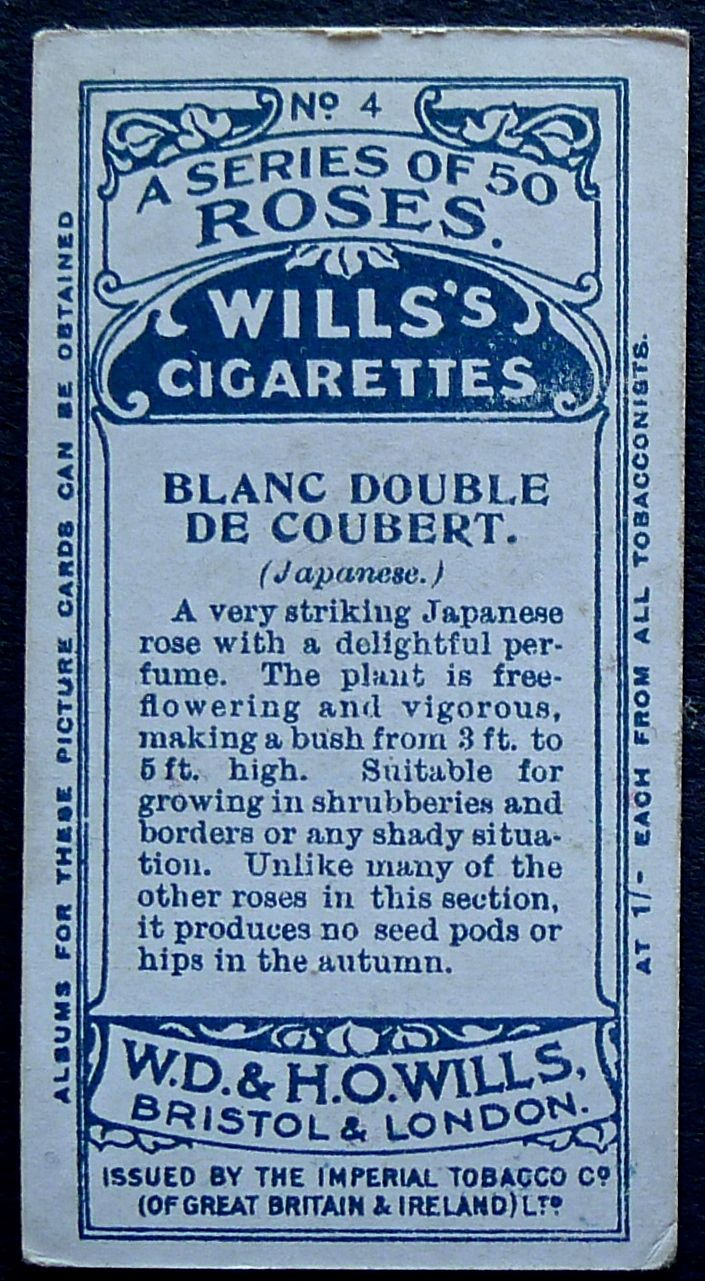 Nº 4
A SERIES OF 50
ROSES.
WILLS'S
CIGARETTES
BLANC DOUBLE
DE COUBERT.
(Japanese.)
A very striking Japanese
rose with a delightful per-
fume. The plant is free-
flowering and vigorous,
making a bush from 3 ft. to
5 ft. high. Suitable for
growing in shrubberies and
borders or any shady situa-
tion. Unlike many of the
other roses in this section,
it produces no seed pods or
hips in the autumn.
W.D. & H.O. WILLS,
BRISTOL & LONDON.
ISSUED BY THE IMPERIAL TOBACCO Cº
(OF GREAT BRITAIN & IRELAND) LTD
ALBUMS FOR THESE PICTURE CARDS CAN BE OBTAINED
AT 1/- EACH FROM ALL TOBACCONISTS.